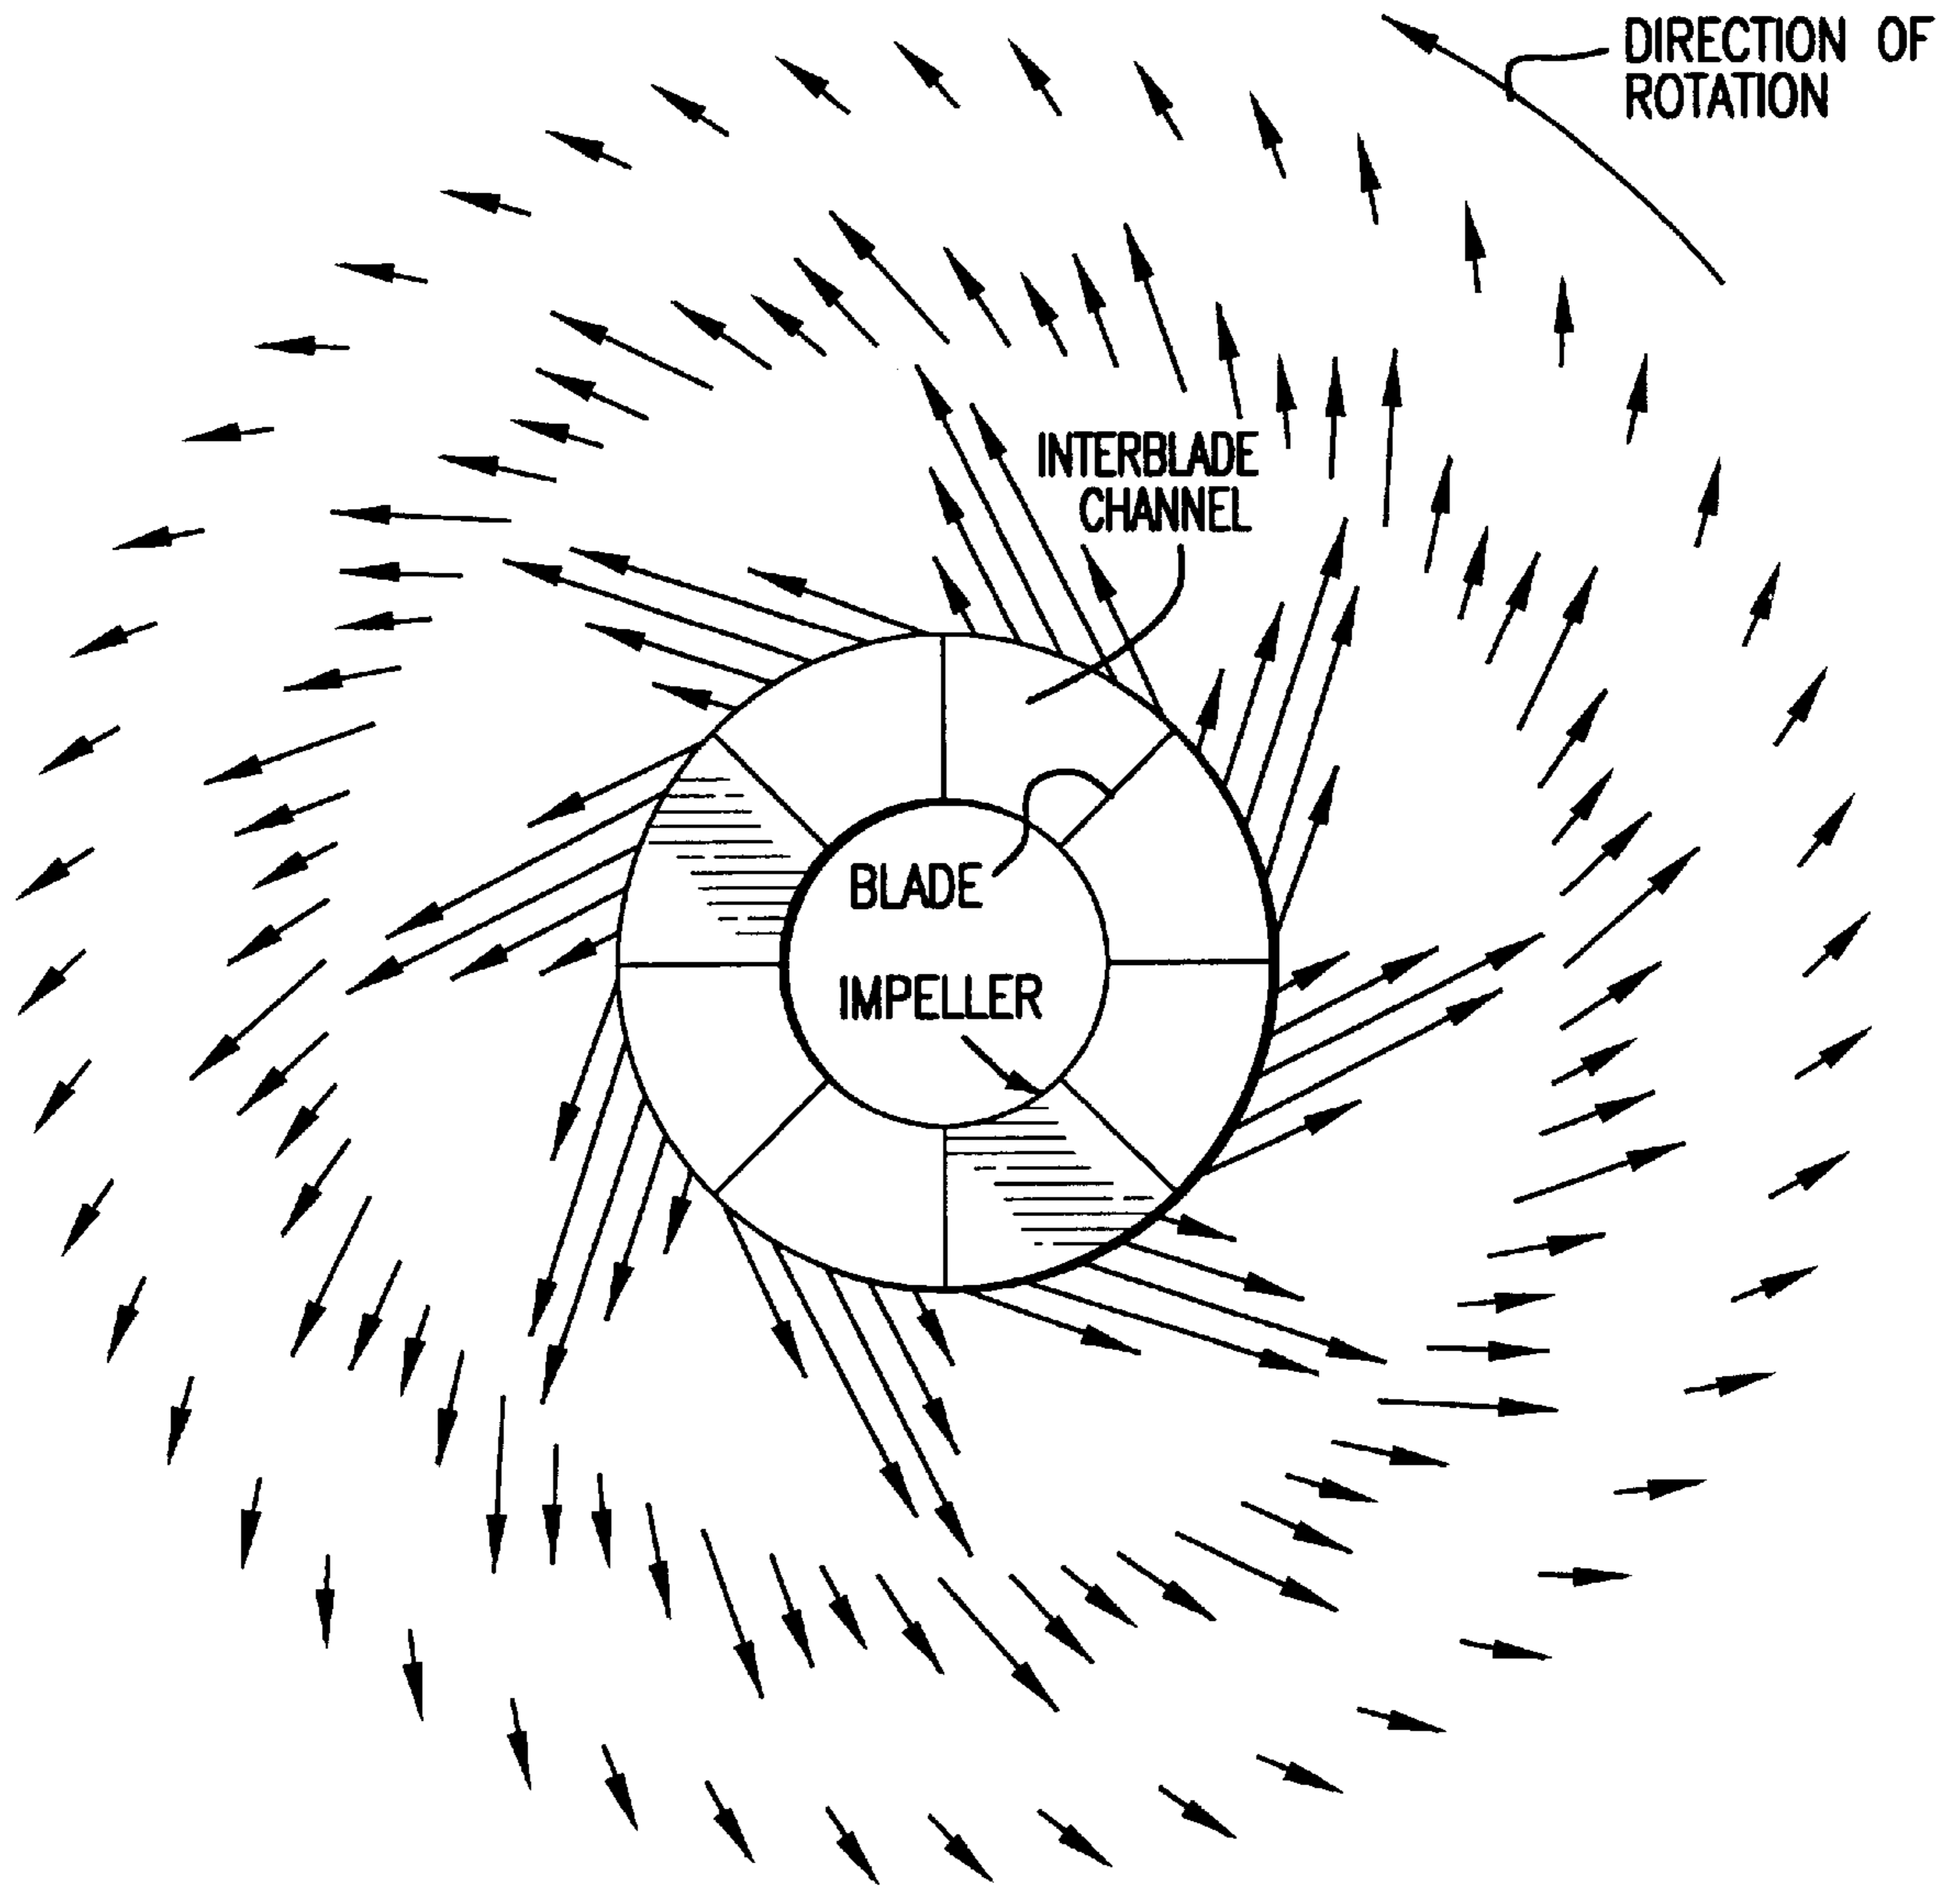 DIRECTION OF
ROTATION
INTERBLADE
CHANNEL
BLADE
IMPELLER